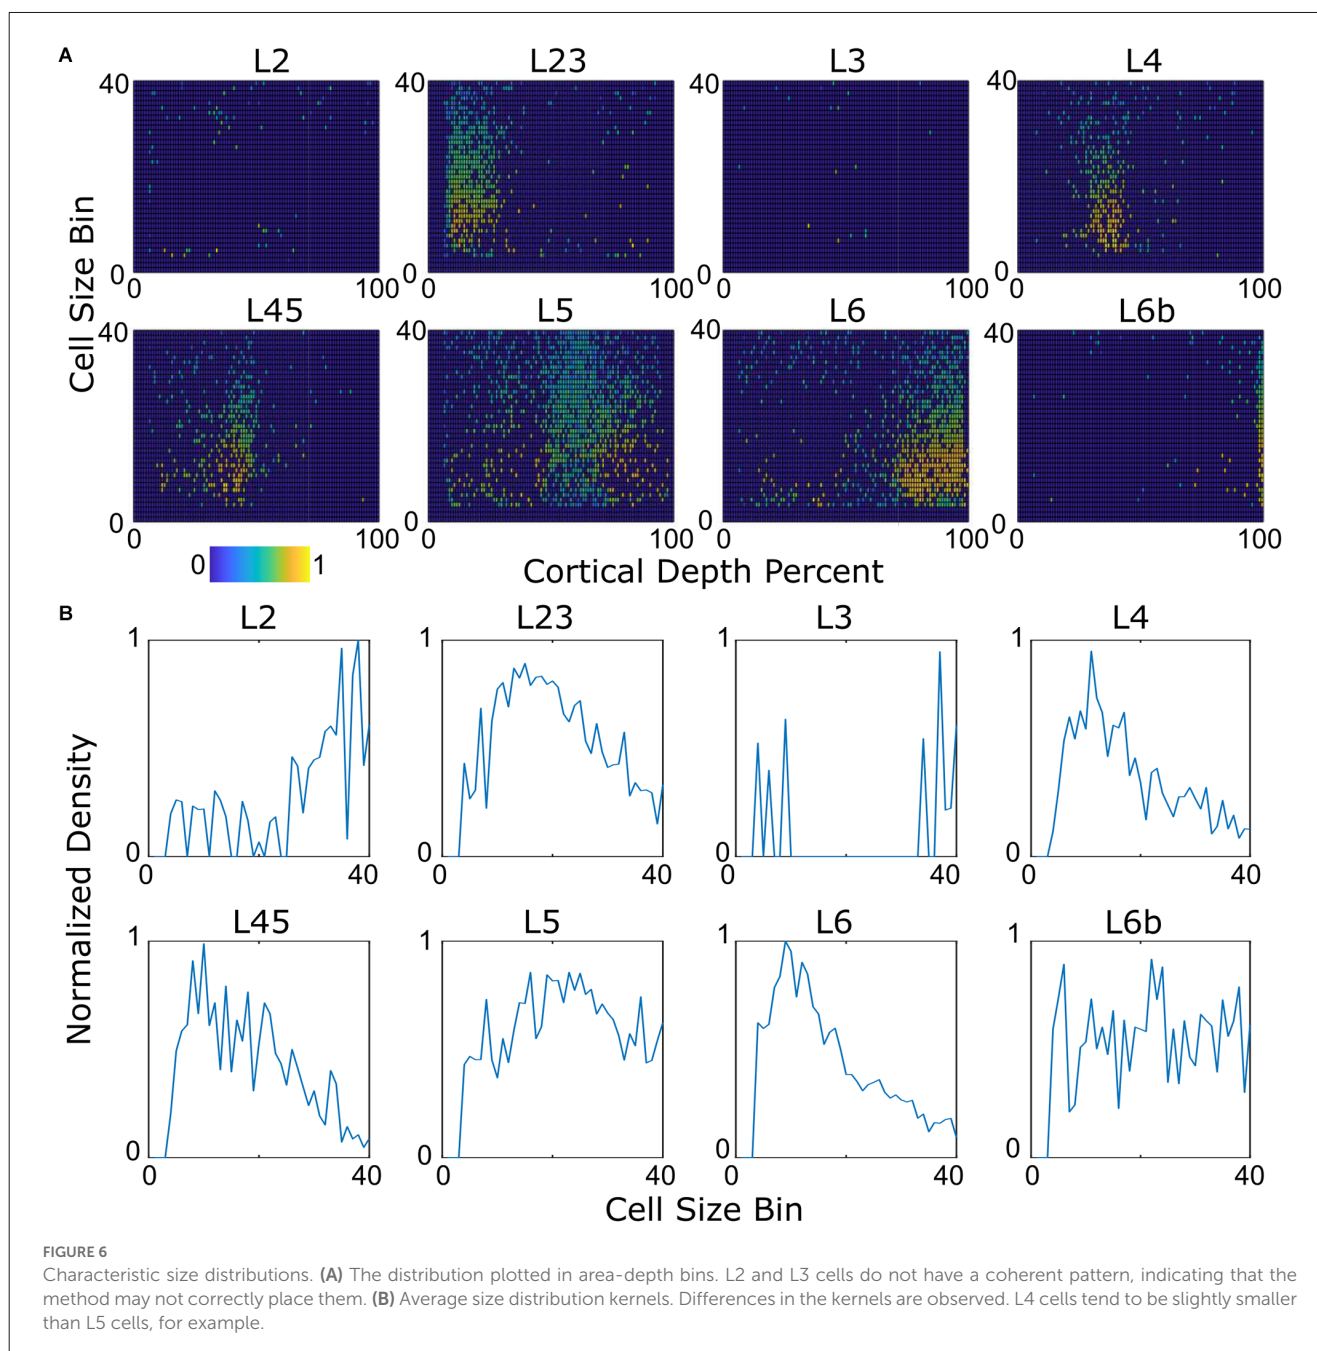 A
L2
L23
L3
L4
40
40
40
Cell Size Bin
0
0
0
100
0
100
0
100
0
100
L45
L5
L6
L6b
40
40
40
0
0
0
0
100
0
100
0
100
0
100
0
1
Cortical Depth Percent
B
L2
L23
L3
L4
1
1
1
1
Normalized Density
0
0
0
0
0
40
0
40
0
40
0
40
L45
L5
L6
L6b
1
1
1
1
0
0
0
0
0
40
0
40
0
40
0
40
Cell Size Bin
FIGURE 6
Characteristic size distributions. (A) The distribution plotted in area-depth bins. L2 and L3 cells do not have a coherent pattern, indicating that the
method may not correctly place them. (B) Average size distribution kernels. Differences in the kernels are observed. L4 cells tend to be slightly smaller
than L5 cells, for example.